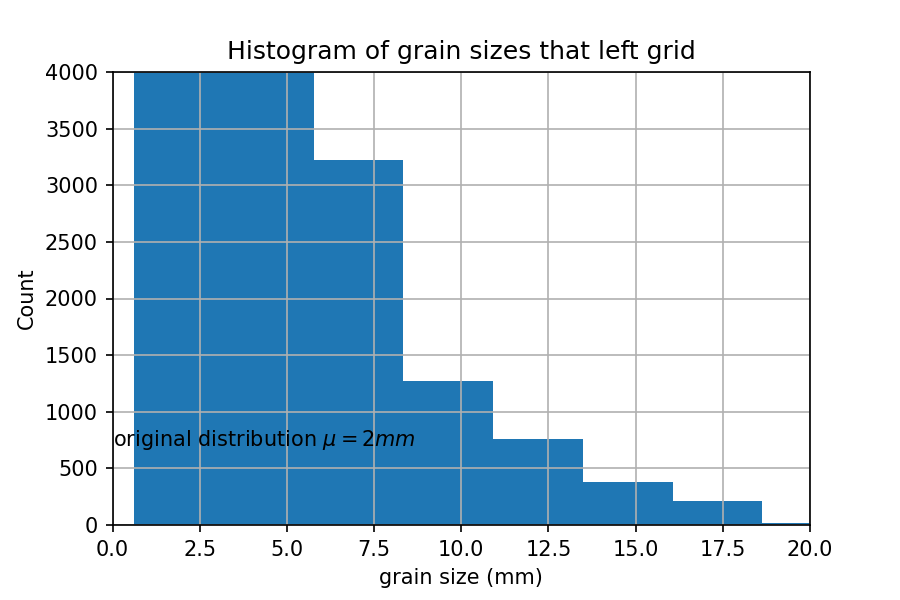 Histogram of grain sizes that left grid
4000
3500
3000
2500
2000
1500
1000
500
0
Count
original distribution μ = 2mm
0.0 2.5 5.0 7.5 10.0 12.5 15.0 17.5 20.0
grain size (mm)